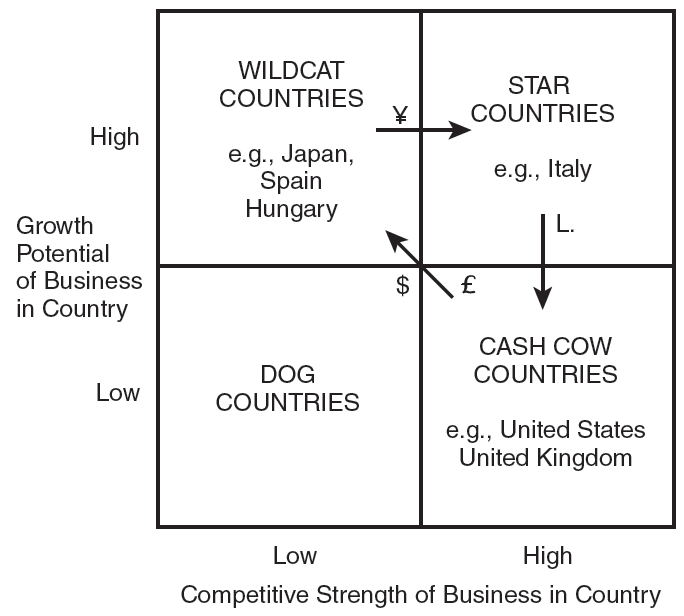 WILDCAT
COUNTRIES
e.g., Japan,
Spain
Hungary
¥
STAR
COUNTRIES
e.g., Italy
L.
High
Growth
Potential
of Business
in Country
$
£
DOG
COUNTRIES
CASH COW
COUNTRIES
e.g., United States
United Kingdom
Low
Low
High
Competitive Strength of Business in Country